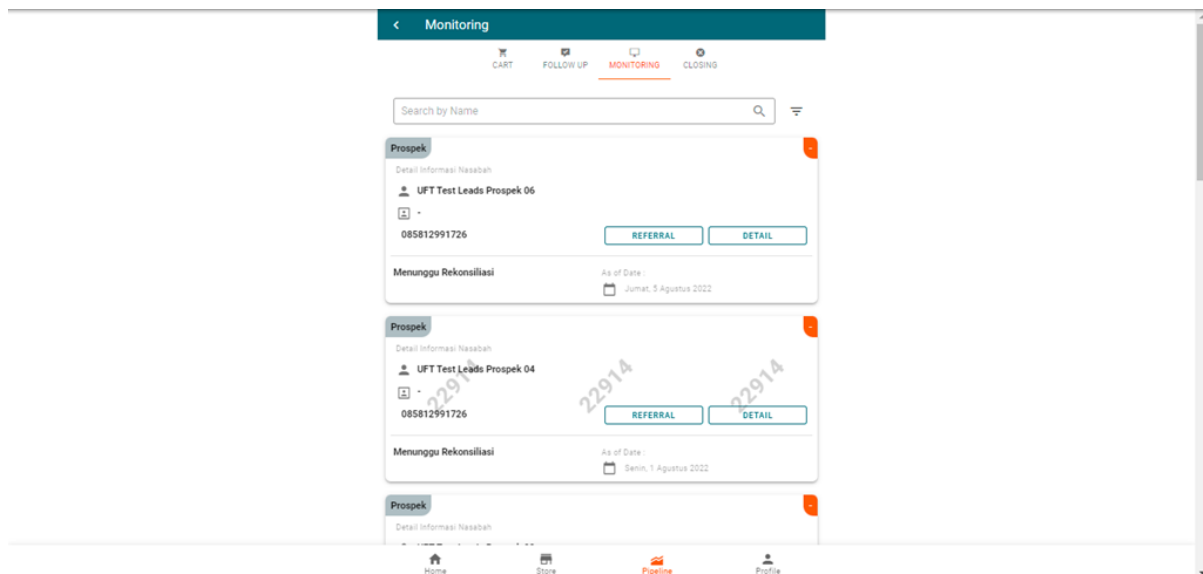 Monitoring
CART FOLLOW UP MONITORING CLOSING
Search by Name
Prospek -
Detail Informasi Nasabah
UFT Test Leads Prospek 06
-
085812991726 REFERRAL DETAIL
Menunggu Rekonsiliasi As of Date :
Jumat, 5 Agustus 2022
Prospek -
Detail Informasi Nasabah
UFT Test Leads Prospek 04
22914 22914 22914
-
085812991726 REFERRAL DETAIL
Menunggu Rekonsiliasi As of Date :
Senin, 1 Agustus 2022
Prospek -
Detail Informasi Nasabah
Home Store Pipeline Profile